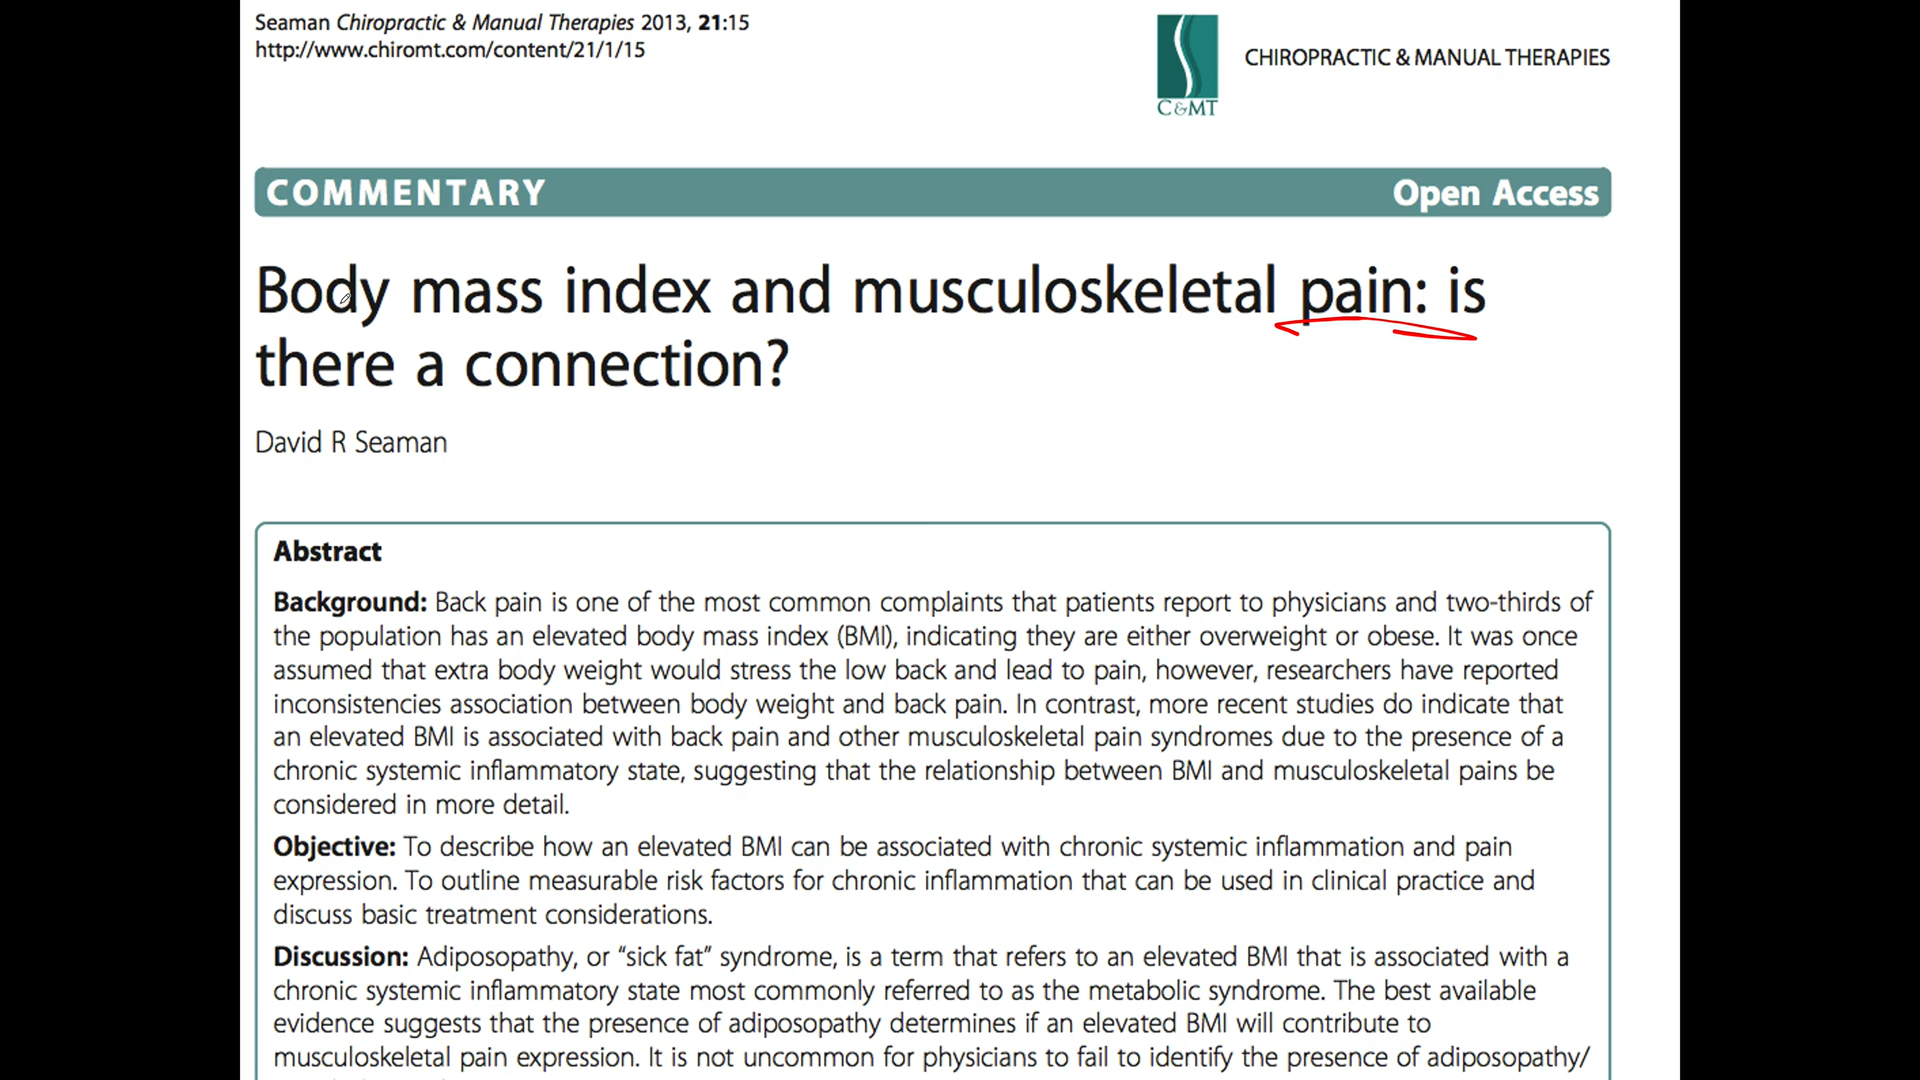 Seaman Chiropractic & Manual Therapies 2013, 21:15
http://www.chiromt.com/content/21/1/15
C&MT
CHIROPRACTIC & MANUAL THERAPIES
COMMENTARY
Open Access
Body mass index and musculoskeletal pain: is
there a connection?
David R Seaman
Abstract
Background: Back pain is one of the most common complaints that patients report to physicians and two-thirds of
the population has an elevated body mass index (BMI), indicating they are either overweight or obese. It was once
assumed that extra body weight would stress the low back and lead to pain, however, researchers have reported
inconsistencies association between body weight and back pain. In contrast, more recent studies do indicate that
an elevated BMI is associated with back pain and other musculoskeletal pain syndromes due to the presence of a
chronic systemic inflammatory state, suggesting that the relationship between BMI and musculoskeletal pains be
considered in more detail.
Objective: To describe how an elevated BMI can be associated with chronic systemic inflammation and pain
expression. To outline measurable risk factors for chronic inflammation that can be used in clinical practice and
discuss basic treatment considerations.
Discussion: Adiposopathy, or “sick fat” syndrome, is a term that refers to an elevated BMI that is associated with a
chronic systemic inflammatory state most commonly referred to as the metabolic syndrome. The best available
evidence suggests that the presence of adiposopathy determines if an elevated BMI will contribute to
musculoskeletal pain expression. It is not uncommon for physicians to fail to identify the presence of adiposopathy/